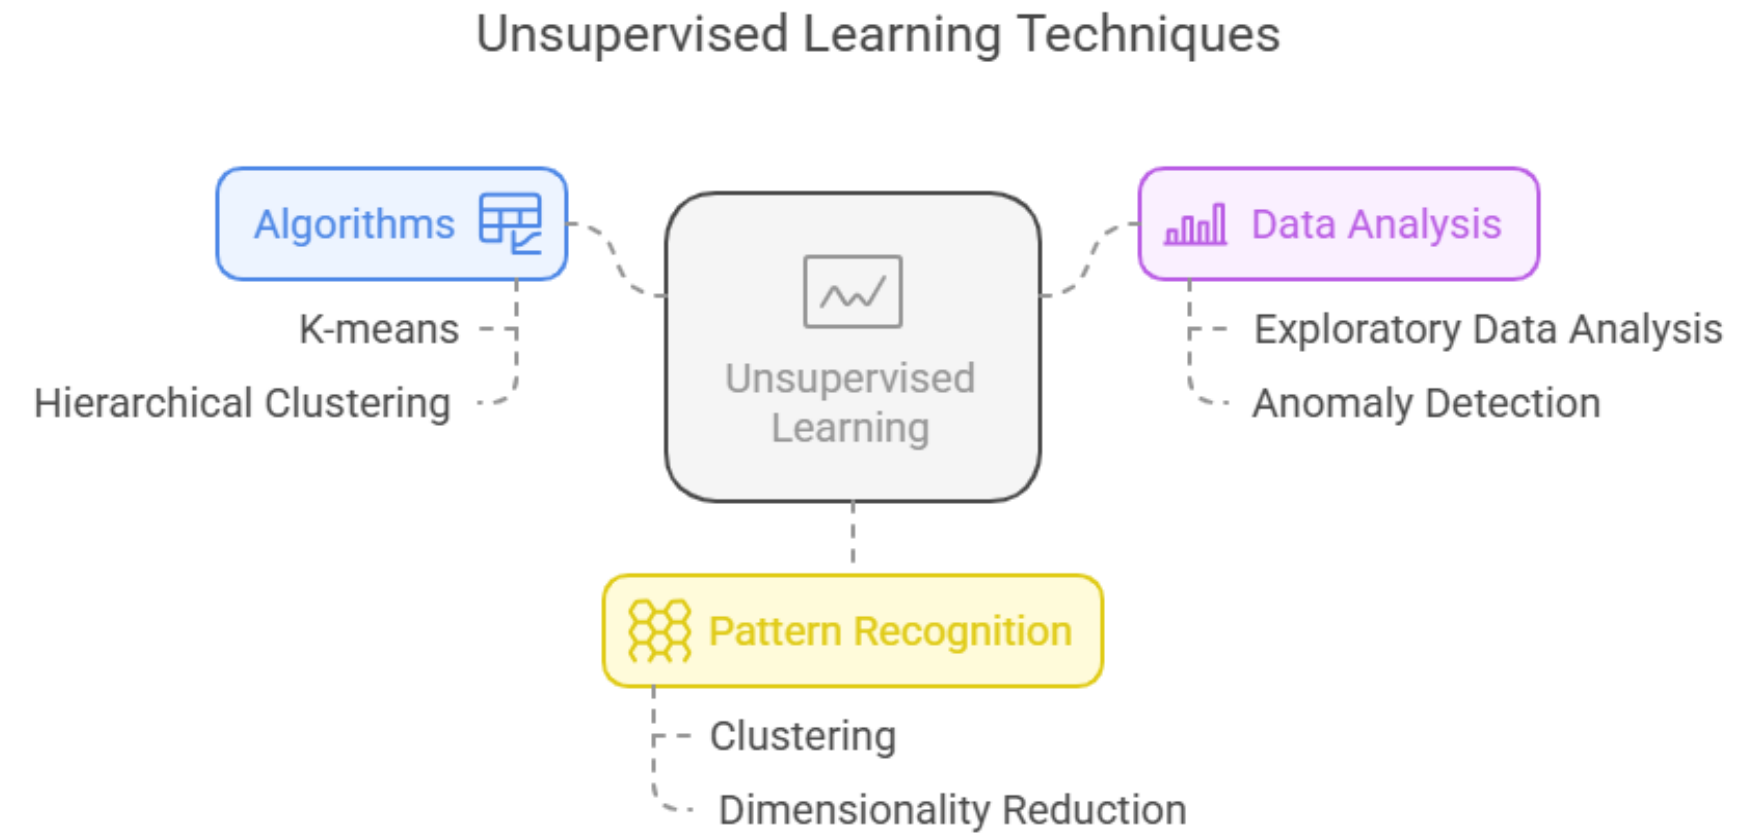 Unsupervised Learning Techniques
Algorithms
K-means
Hierarchical Clustering
Unsupervised
Learning
Data Analysis
Exploratory Data Analysis
Anomaly Detection
Pattern Recognition
Clustering
Dimensionality Reduction